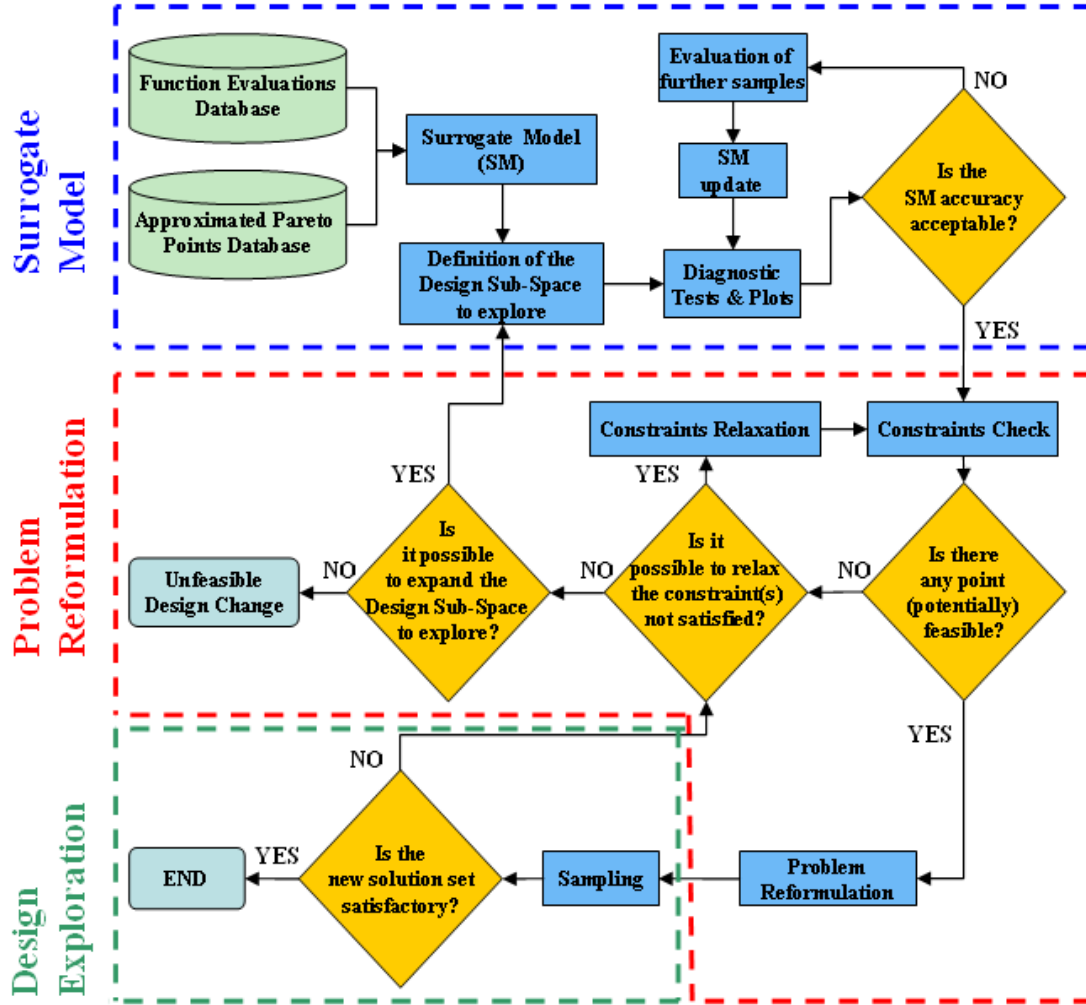 Surrogate
Model
Function Evaluations
Database
Approximated Pareto
Points Database
Surrogate Model
(SM)
Definition of the
Design Sub-Space
to explore
Evaluation of
further samples
SM
update
Diagnostic
Tests & Plots
NO
Is the
SM accuracy
acceptable?
YES
Problem
Reformulation
Constraints Relaxation
Constraints Check
YES
YES
Is
it possible
to expand the
Design Sub-Space
to explore?
Is it
possible to relax
the constraint(s)
not satisfied?
Is there
any point
(potentially)
feasible?
NO
NO
NO
Unfeasible
Design Change
YES
Design
Exploration
NO
YES
END
Is the
new solution set
satisfactory?
Sampling
Problem
Reformulation